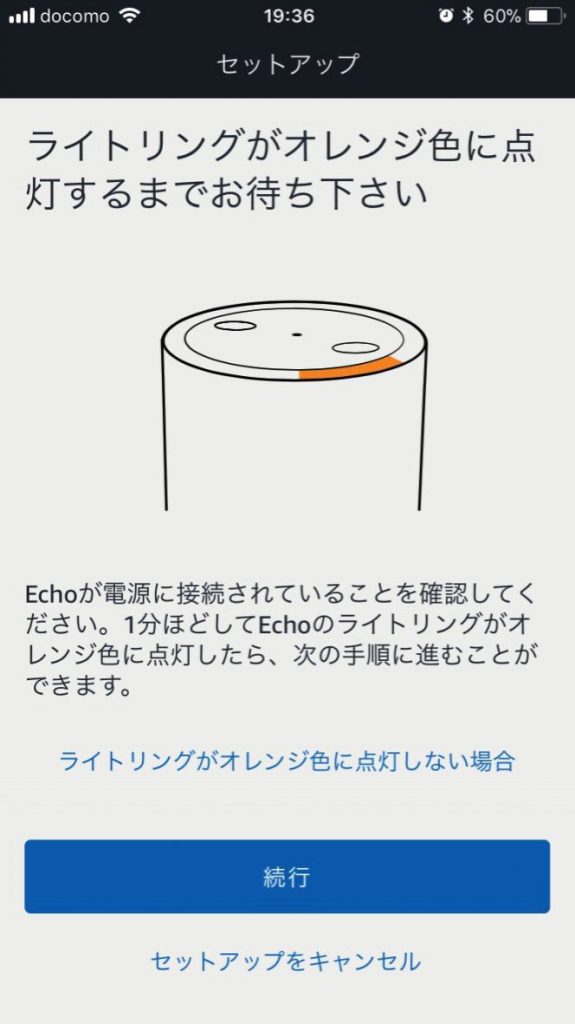 docomo 19:36 60%
セットアップ
ライトリングがオレンジ色に点
灯するまでお待ち下さい
Echoが電源に接続されていることを確認してく
ださい。1分ほどしてEchoのライトリングがオ
レンジ色に点灯したら、次の手順に進むことが
できます。
ライトリングがオレンジ色に点灯しない場合
続行
セットアップをキャンセル